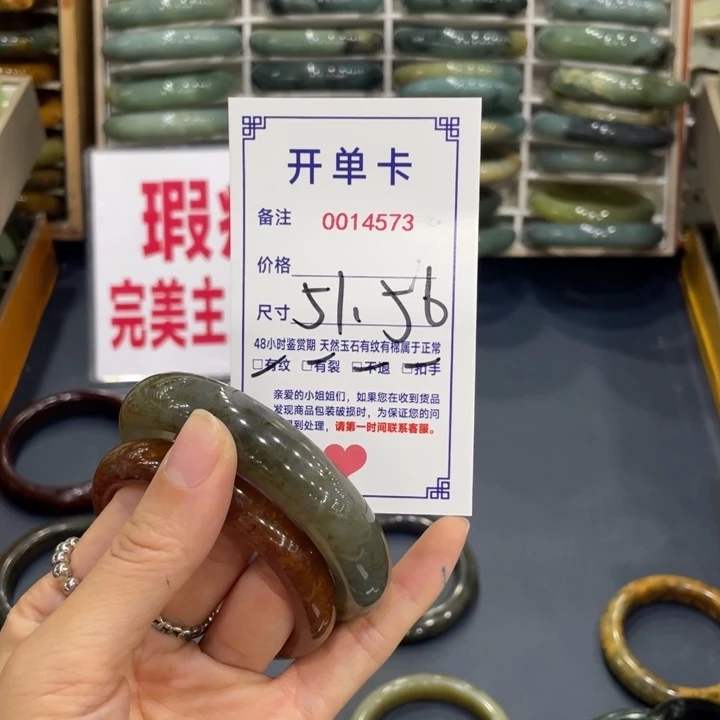 开单卡
备注 0014573
价格
尺寸 51.56
48小时鉴赏期 天然玉石有纹有棉属于正常
□有纹 □有裂 □不退 □扣手
亲爱的小姐姐们，如果您在收到货品
发现商品包装破损时，为保证您的问
到处理，请第一时间联系客服。
瑕
完美主